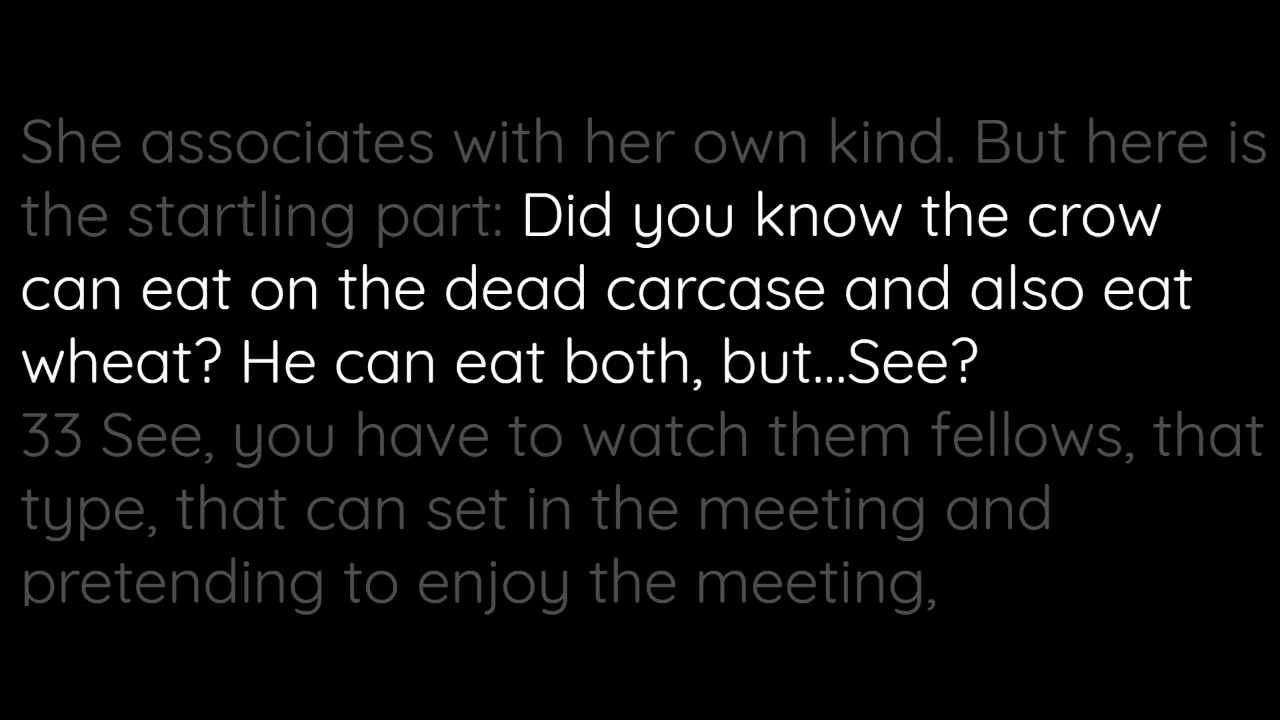 She associates with her own kind. But here is
the startling part: Did you know the crow
can eat on the dead carcase and also eat
wheat? He can eat both, but...See?
33 See, you have to watch them fellows, that
type, that can set in the meeting and
pretending to enjoy the meeting,